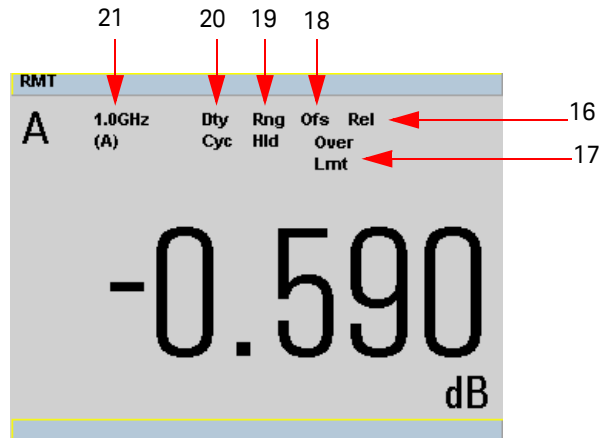 21 20 19 18
RMT
A 1.0GHz Dty Rng Ofs Rel 16
(A) Cyc Hld Over
Lmt 17
-0.590
dB